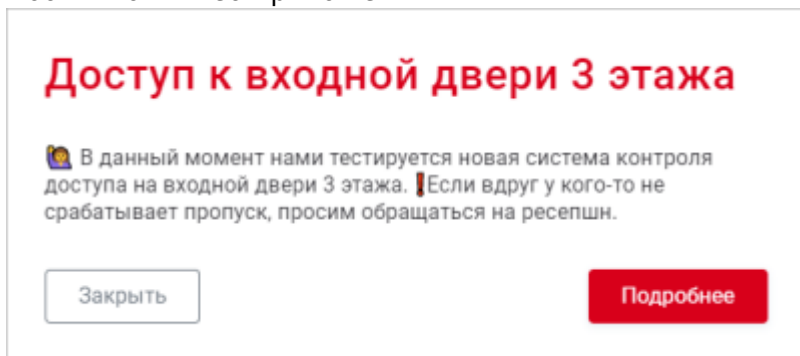 Доступ к входной двери 3 этажа
🙋 В данный момент нами тестируется новая система контроля
доступа на входной двери 3 этажа. ❗Если вдруг у кого-то не
срабатывает пропуск, просим обращаться на ресепшн.
Закрыть
Подробнее